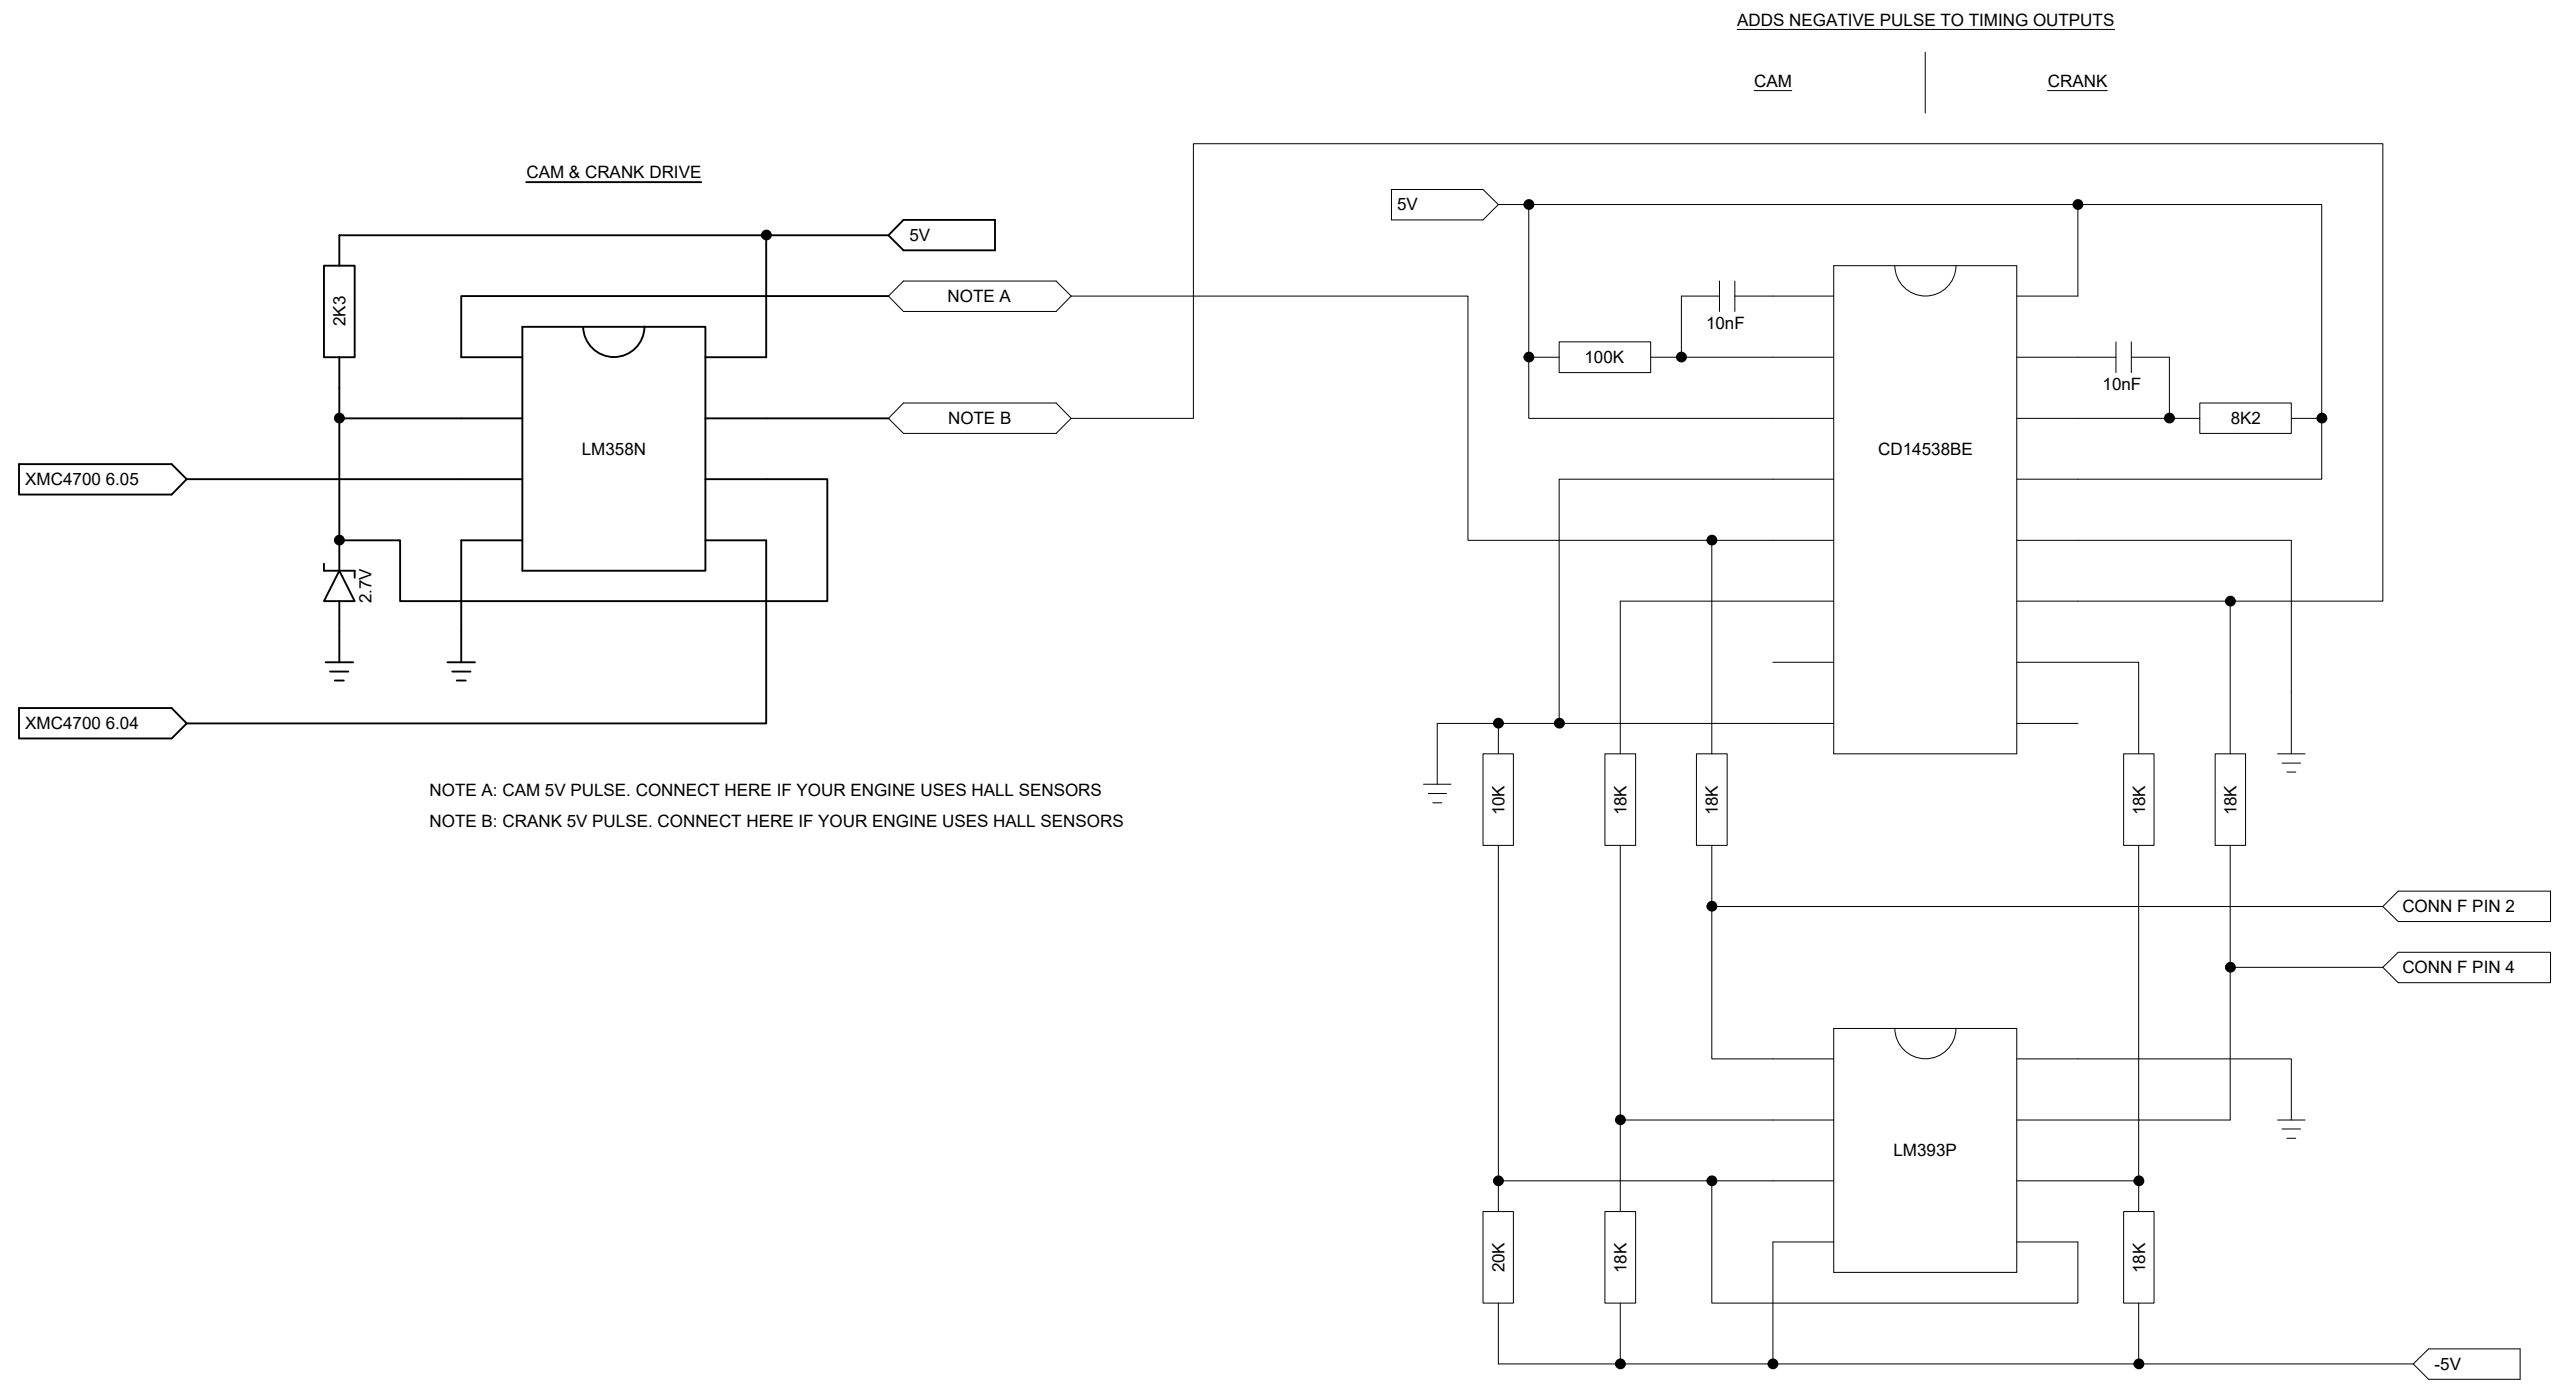 ADDS NEGATIVE PULSE TO TIMING OUTPUTS
CAM
CRANK
CAM & CRANK DRIVE
5V
5V
NOTE A
2K3
10nF
100K
10nF
NOTE B
8K2
LM358N
CD14538BE
XMC4700 6.05
2.7V
XMC4700 6.04
NOTE A: CAM 5V PULSE. CONNECT HERE IF YOUR ENGINE USES HALL SENSORS
NOTE B: CRANK 5V PULSE. CONNECT HERE IF YOUR ENGINE USES HALL SENSORS
10K
18K
18K
18K
18K
CONN F PIN 2
CONN F PIN 4
LM393P
20K
18K
18K
-5V